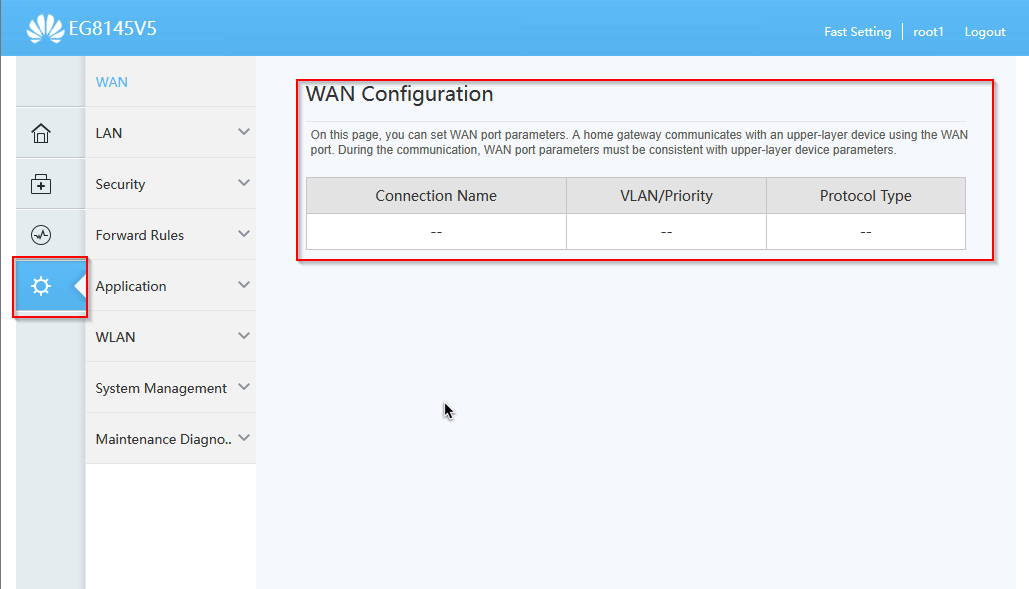 EG8145V5
Fast Setting root1 Logout
WAN
LAN
Security
Forward Rules
Application
WLAN
System Management
Maintenance Diagno..
WAN Configuration
On this page, you can set WAN port parameters. A home gateway communicates with an upper-layer device using the WAN
port. During the communication, WAN port parameters must be consistent with upper-layer device parameters.
Connection Name VLAN/Priority Protocol Type
-- -- --